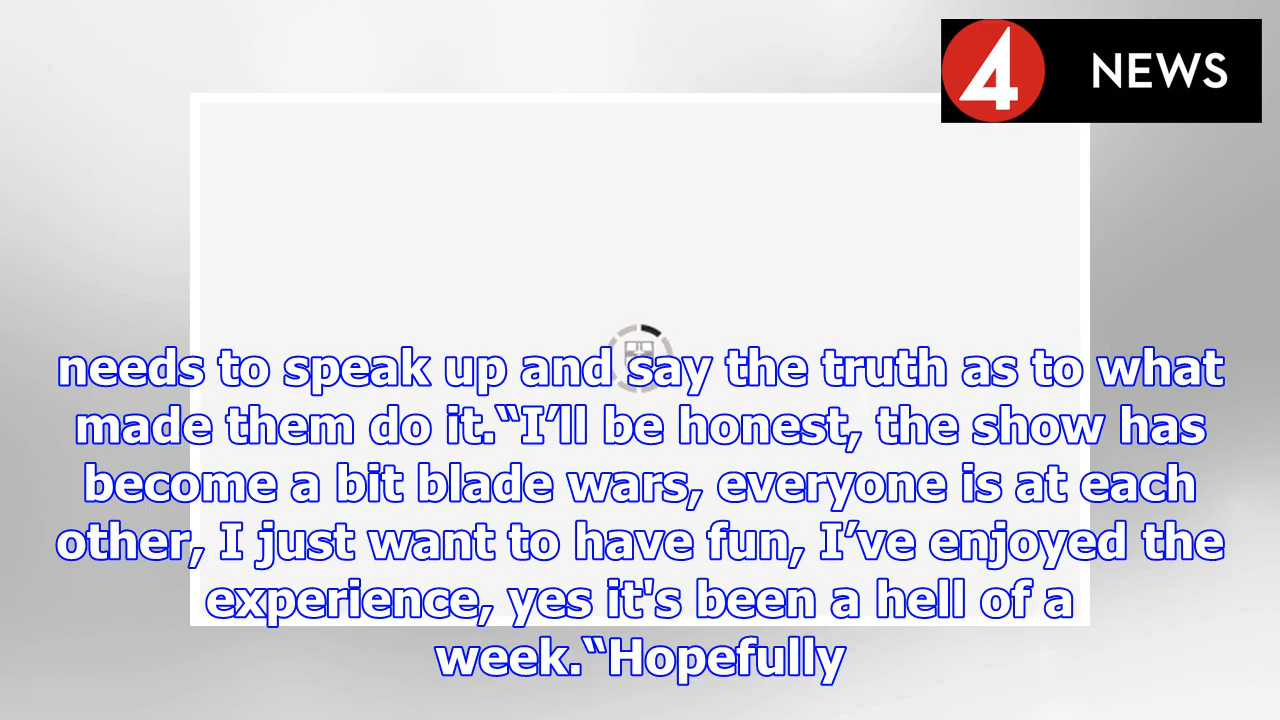 4 NEWS
needs to speak up and say the truth as to what
made them do it.“I’ll be honest, the show has
become a bit blade wars, everyone is at each
other, I just want to have fun, I’ve enjoyed the
experience, yes it's been a hell of a
week.“Hopefully